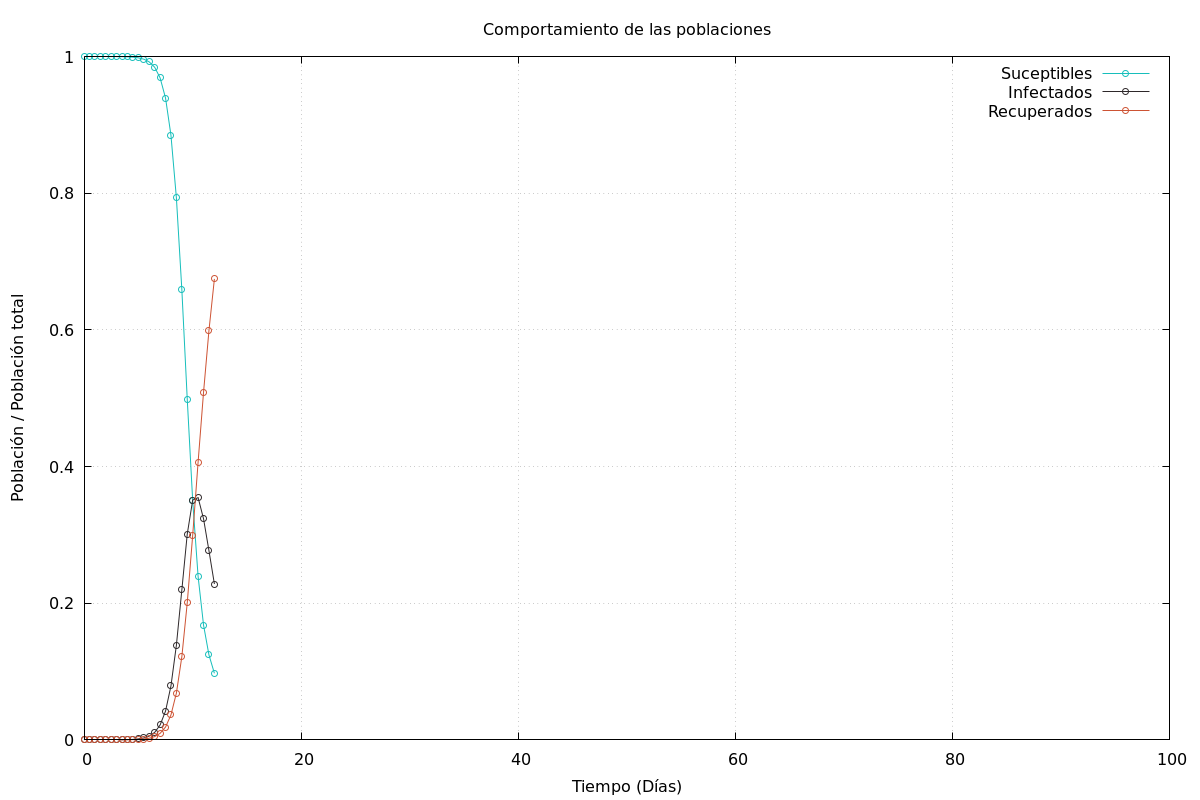 Comportamiento de las poblaciones
Suceptibles
Infectados
Recuperados
1
0.8
0.6
0.4
0.2
0
Población / Población total
0 20 40 60 80 100
Tiempo (Días)